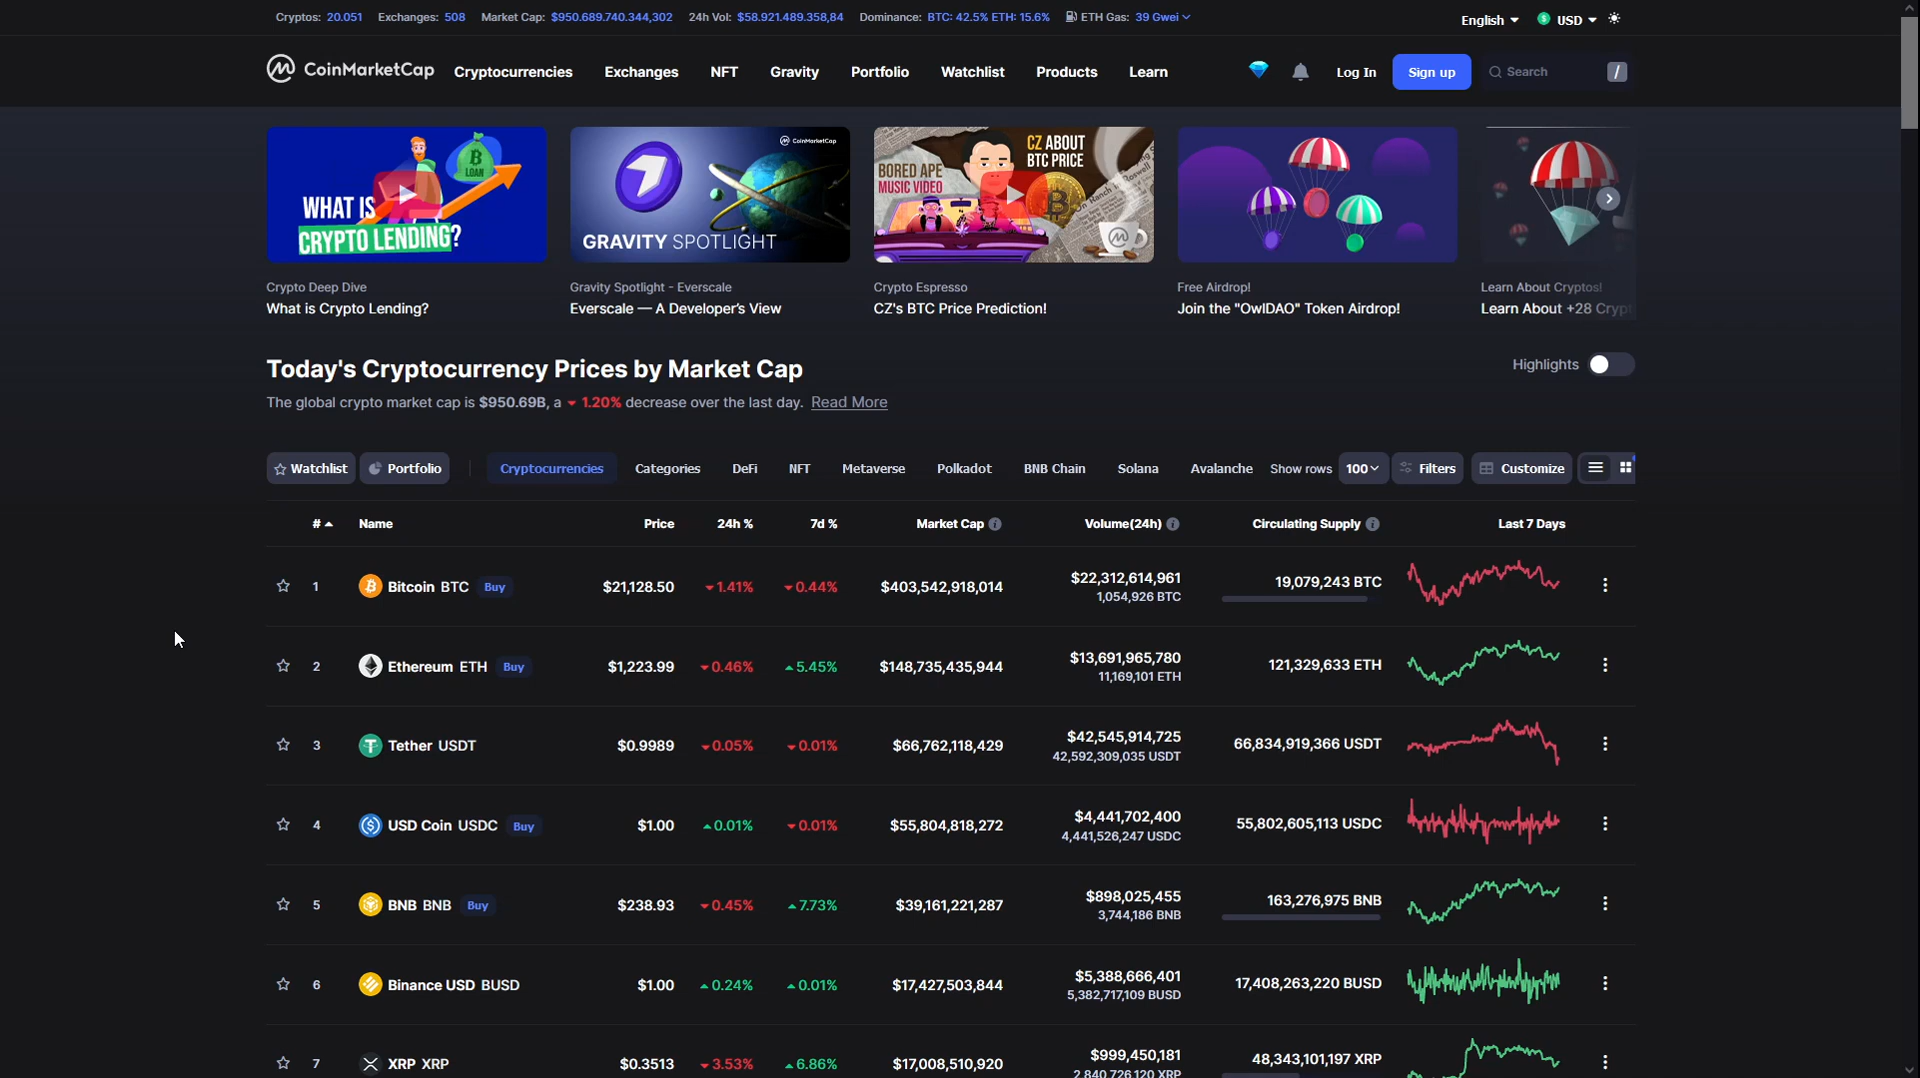 Cryptos: 20.051 Exchanges: 508 Market Cap: $950.689.740.344,302 24h Vol: $58.921.489.358,84 Dominance: BTC: 42.5% ETH: 15.6% ETH Gas: 39 Gwei English USD
CoinMarketCap Cryptocurrencies Exchanges NFT Gravity Portfolio Watchlist Products Learn Log In Sign up Search /
WHAT IS
CRYPTO LENDING?
B
LOAN
CoinMarketCap
GRAVITY SPOTLIGHT
BORED APE
MUSIC VIDEO
CZ ABOUT
BTC PRICE
Crypto Deep Dive
What is Crypto Lending?
Gravity Spotlight - Everscale
Everscale — A Developer's View
Crypto Espresso
CZ's BTC Price Prediction!
Free Airdrop!
Join the "OwlDAO" Token Airdrop!
Learn About Cryptos!
Learn About +28 Crypt
Today's Cryptocurrency Prices by Market Cap
Highlights
The global crypto market cap is $950.69B, a 1.20% decrease over the last day. Read More
Watchlist Portfolio Cryptocurrencies Categories DeFi NFT Metaverse Polkadot BNB Chain Solana Avalanche Show rows 100 Filters Customize
# Name Price 24h % 7d % Market Cap Volume(24h) Circulating Supply Last 7 Days
1 Bitcoin BTC Buy $21,128.50 1.41% 0.44% $403,542,918,014 $22,312,614,961 19,079,243 BTC
1,054,926 BTC
2 Ethereum ETH Buy $1,223.99 0.46% 5.45% $148,735,435,944 $13,691,965,780 121,329,633 ETH
11,169,101 ETH
3 Tether USDT $0.9989 0.05% 0.01% $66,762,118,429 $42,545,914,725 66,834,919,366 USDT
42,592,309,035 USDT
4 USD Coin USDC Buy $1.00 0.01% 0.01% $55,804,818,272 $4,441,702,400 55,802,605,113 USDC
4,441,526,247 USDC
5 BNB BNB Buy $238.93 0.45% 7.73% $39,161,221,287 $898,025,455 163,276,975 BNB
3,744,186 BNB
6 Binance USD BUSD $1.00 0.24% 0.01% $17,427,503,844 $5,388,666,401 17,408,263,220 BUSD
5,382,717,109 BUSD
7 XRP XRP $0.3513 3.53% 6.86% $17,008,510,920 $999,450,181 48,343,101,197 XRP
2,840,726,120 XRP